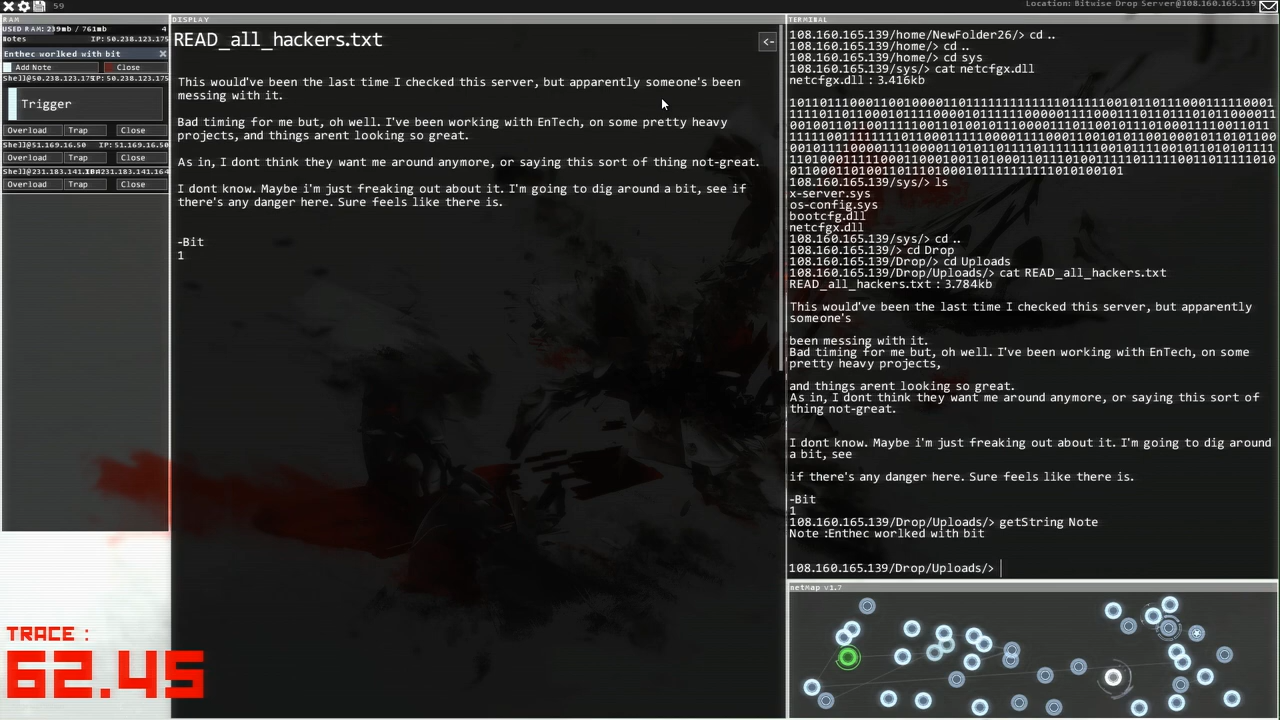 59
Location: Bitwise Drop Server@108.160.165.139
RAM
USED RAM: 239mb / 761mb 4
Notes IP: 50.238.123.175
Enthec worlked with bit
Add Note Close
Shell@50.238.123.175
Trigger
Overload Trap Close
Shell@51.169.16.50 IP: 51.169.16.50
Overload Trap Close
Overload Trap Close
TRACE :
62.45
DISPLAY
READ_all_hackers.txt
<-
This would've been the last time I checked this server, but apparently someone's been
messing with it.
Bad timing for me but, oh well. I've been working with EnTech, on some pretty heavy
projects, and things arent looking so great.
As in, I dont think they want me around anymore, or saying this sort of thing not-great.
I dont know. Maybe i'm just freaking out about it. I'm going to dig around a bit, see if
there's any danger here. Sure feels like there is.
-Bit
1
TERMINAL
108.160.165.139/home/NewFolder26/> cd ..
108.160.165.139/home/> cd ..
108.160.165.139/> cd sys
108.160.165.139/sys/> cat netcfgx.dll
netcfgx.dll : 3.416kb
108.160.165.139/sys/> ls
x-server.sys
os-config.sys
bootcfg.dll
netcfgx.dll
108.160.165.139/sys/> cd ..
108.160.165.139/> cd Drop
108.160.165.139/Drop/> cd Uploads
108.160.165.139/Drop/Uploads/> cat READ_all_hackers.txt
READ_all_hackers.txt : 3.784kb
This would've been the last time I checked this server, but apparently
someone's
been messing with it.
Bad timing for me but, oh well. I've been working with EnTech, on some
pretty heavy projects,
and things arent looking so great.
As in, I dont think they want me around anymore, or saying this sort of
thing not-great.
I dont know. Maybe i'm just freaking out about it. I'm going to dig around
a bit, see
if there's any danger here. Sure feels like there is.
-Bit
1
108.160.165.139/Drop/Uploads/> getString Note
Note :Enthec worlked with bit
108.160.165.139/Drop/Uploads/>
netMap v1.7